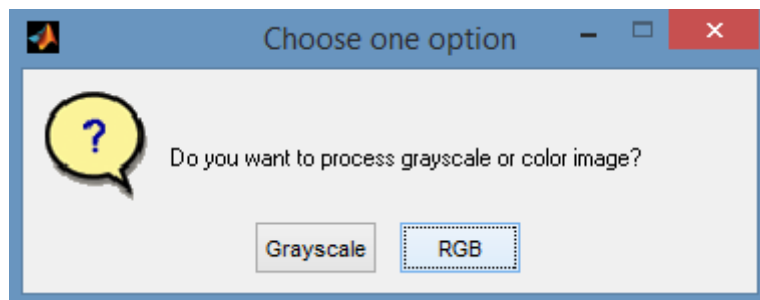 Choose one option
?
Do you want to process grayscale or color image?
Grayscale
RGB